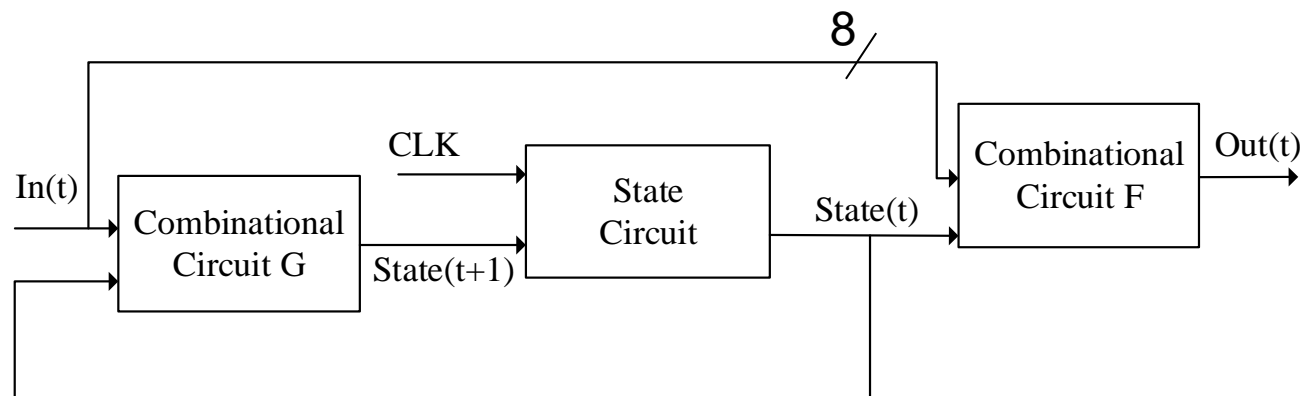 8
In(t)
Combinational
Circuit G
State(t+1)
CLK
State
Circuit
State(t)
Combinational
Circuit F
Out(t)